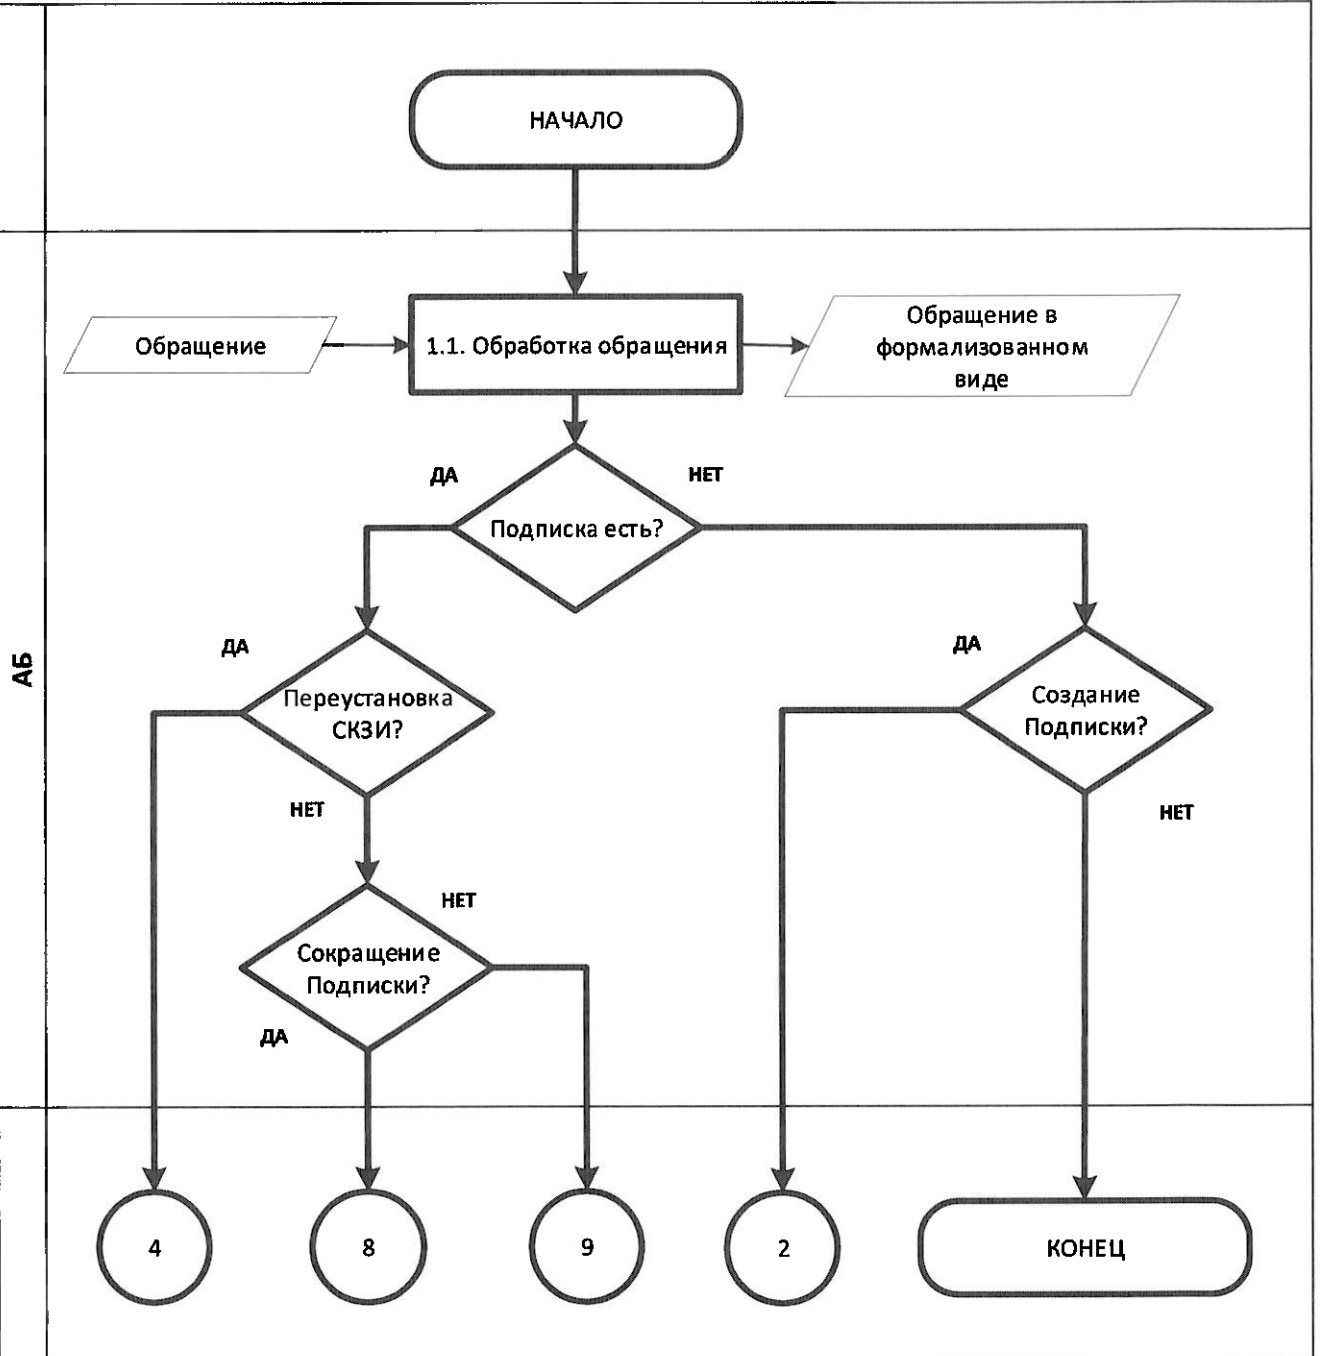 НАЧАЛО
Обращение
1.1. Обработка обращения
Обращение в
формализованном
виде
ДА
НЕТ
Подписка есть?
ДА
Переустановка
СКЗИ?
НЕТ
ДА
Создание
Подписки?
НЕТ
АБ
НЕТ
Сокращение
Подписки?
ДА
4
8
9
2
КОНЕЦ